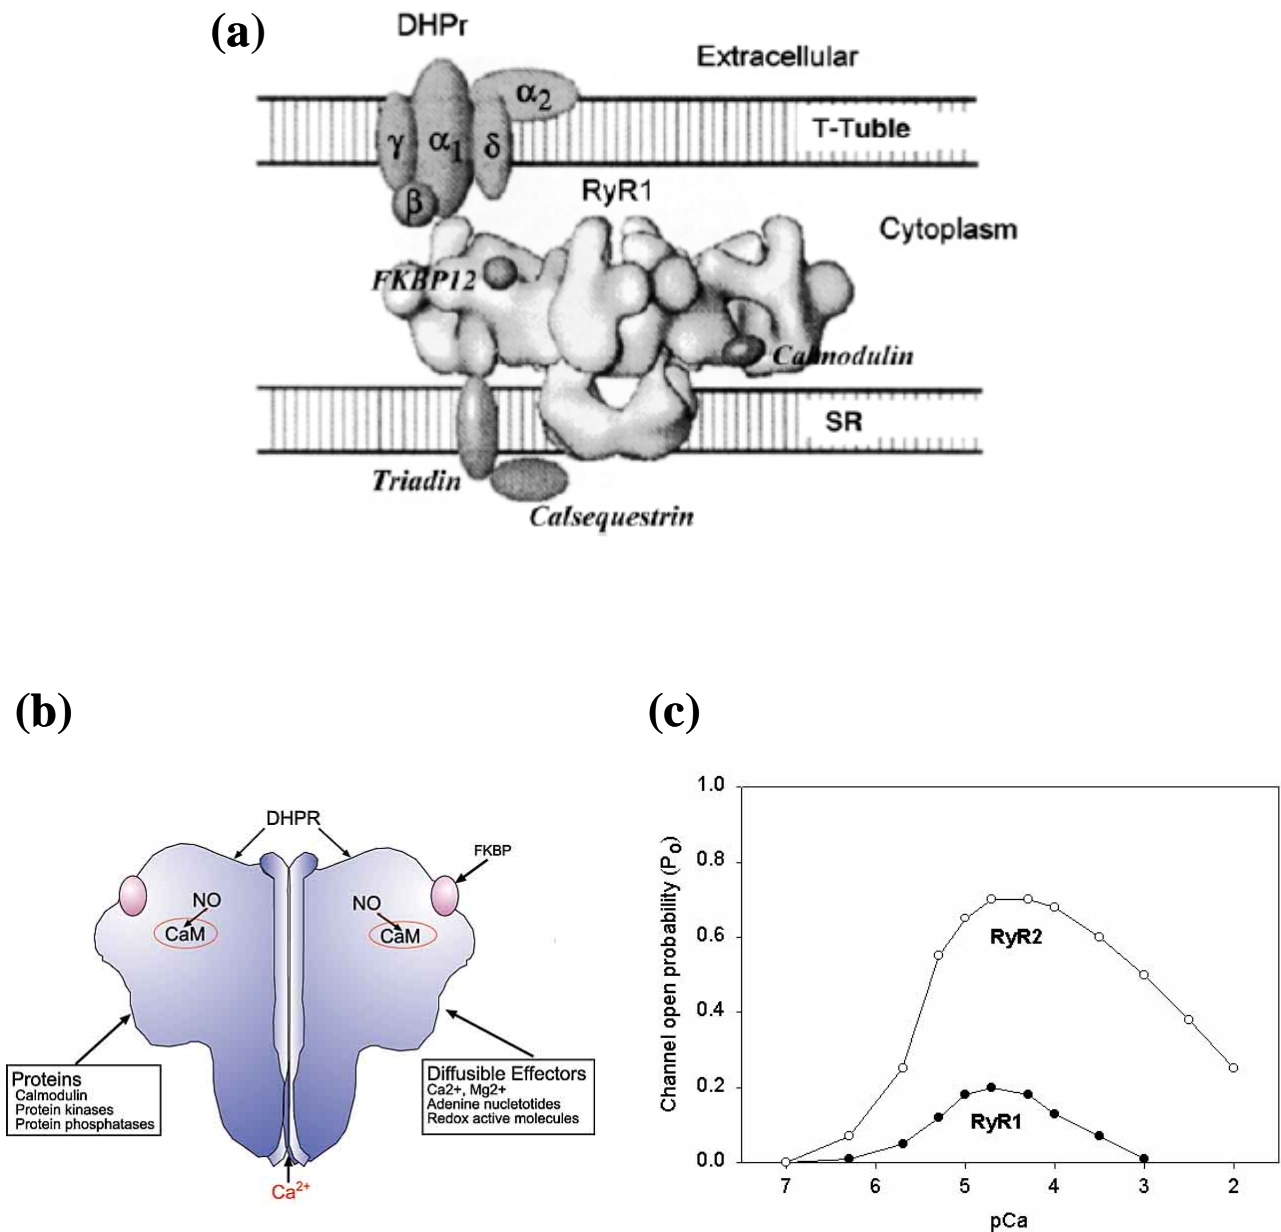 (a)
DHPr
Extracellular
α2
T-Tuble
γ
α1
δ
β
RyR1
Cytoplasm
FKBP12
Calmodulin
SR
Triadin
Calsequestrin
(b)
DHPR
FKBP
NO
CaM
NO
CaM
Proteins
Calmodulin
Protein kinases
Protein phosphatases
Diffusible Effectors
Ca2+, Mg2+
Adenine nucletotides
Redox active molecules
Ca²⁺
(c)
Channel open probability (Po)
1.0
0.8
0.6
0.4
0.2
0.0
RyR2
RyR1
7 6 5 4 3 2
pCa